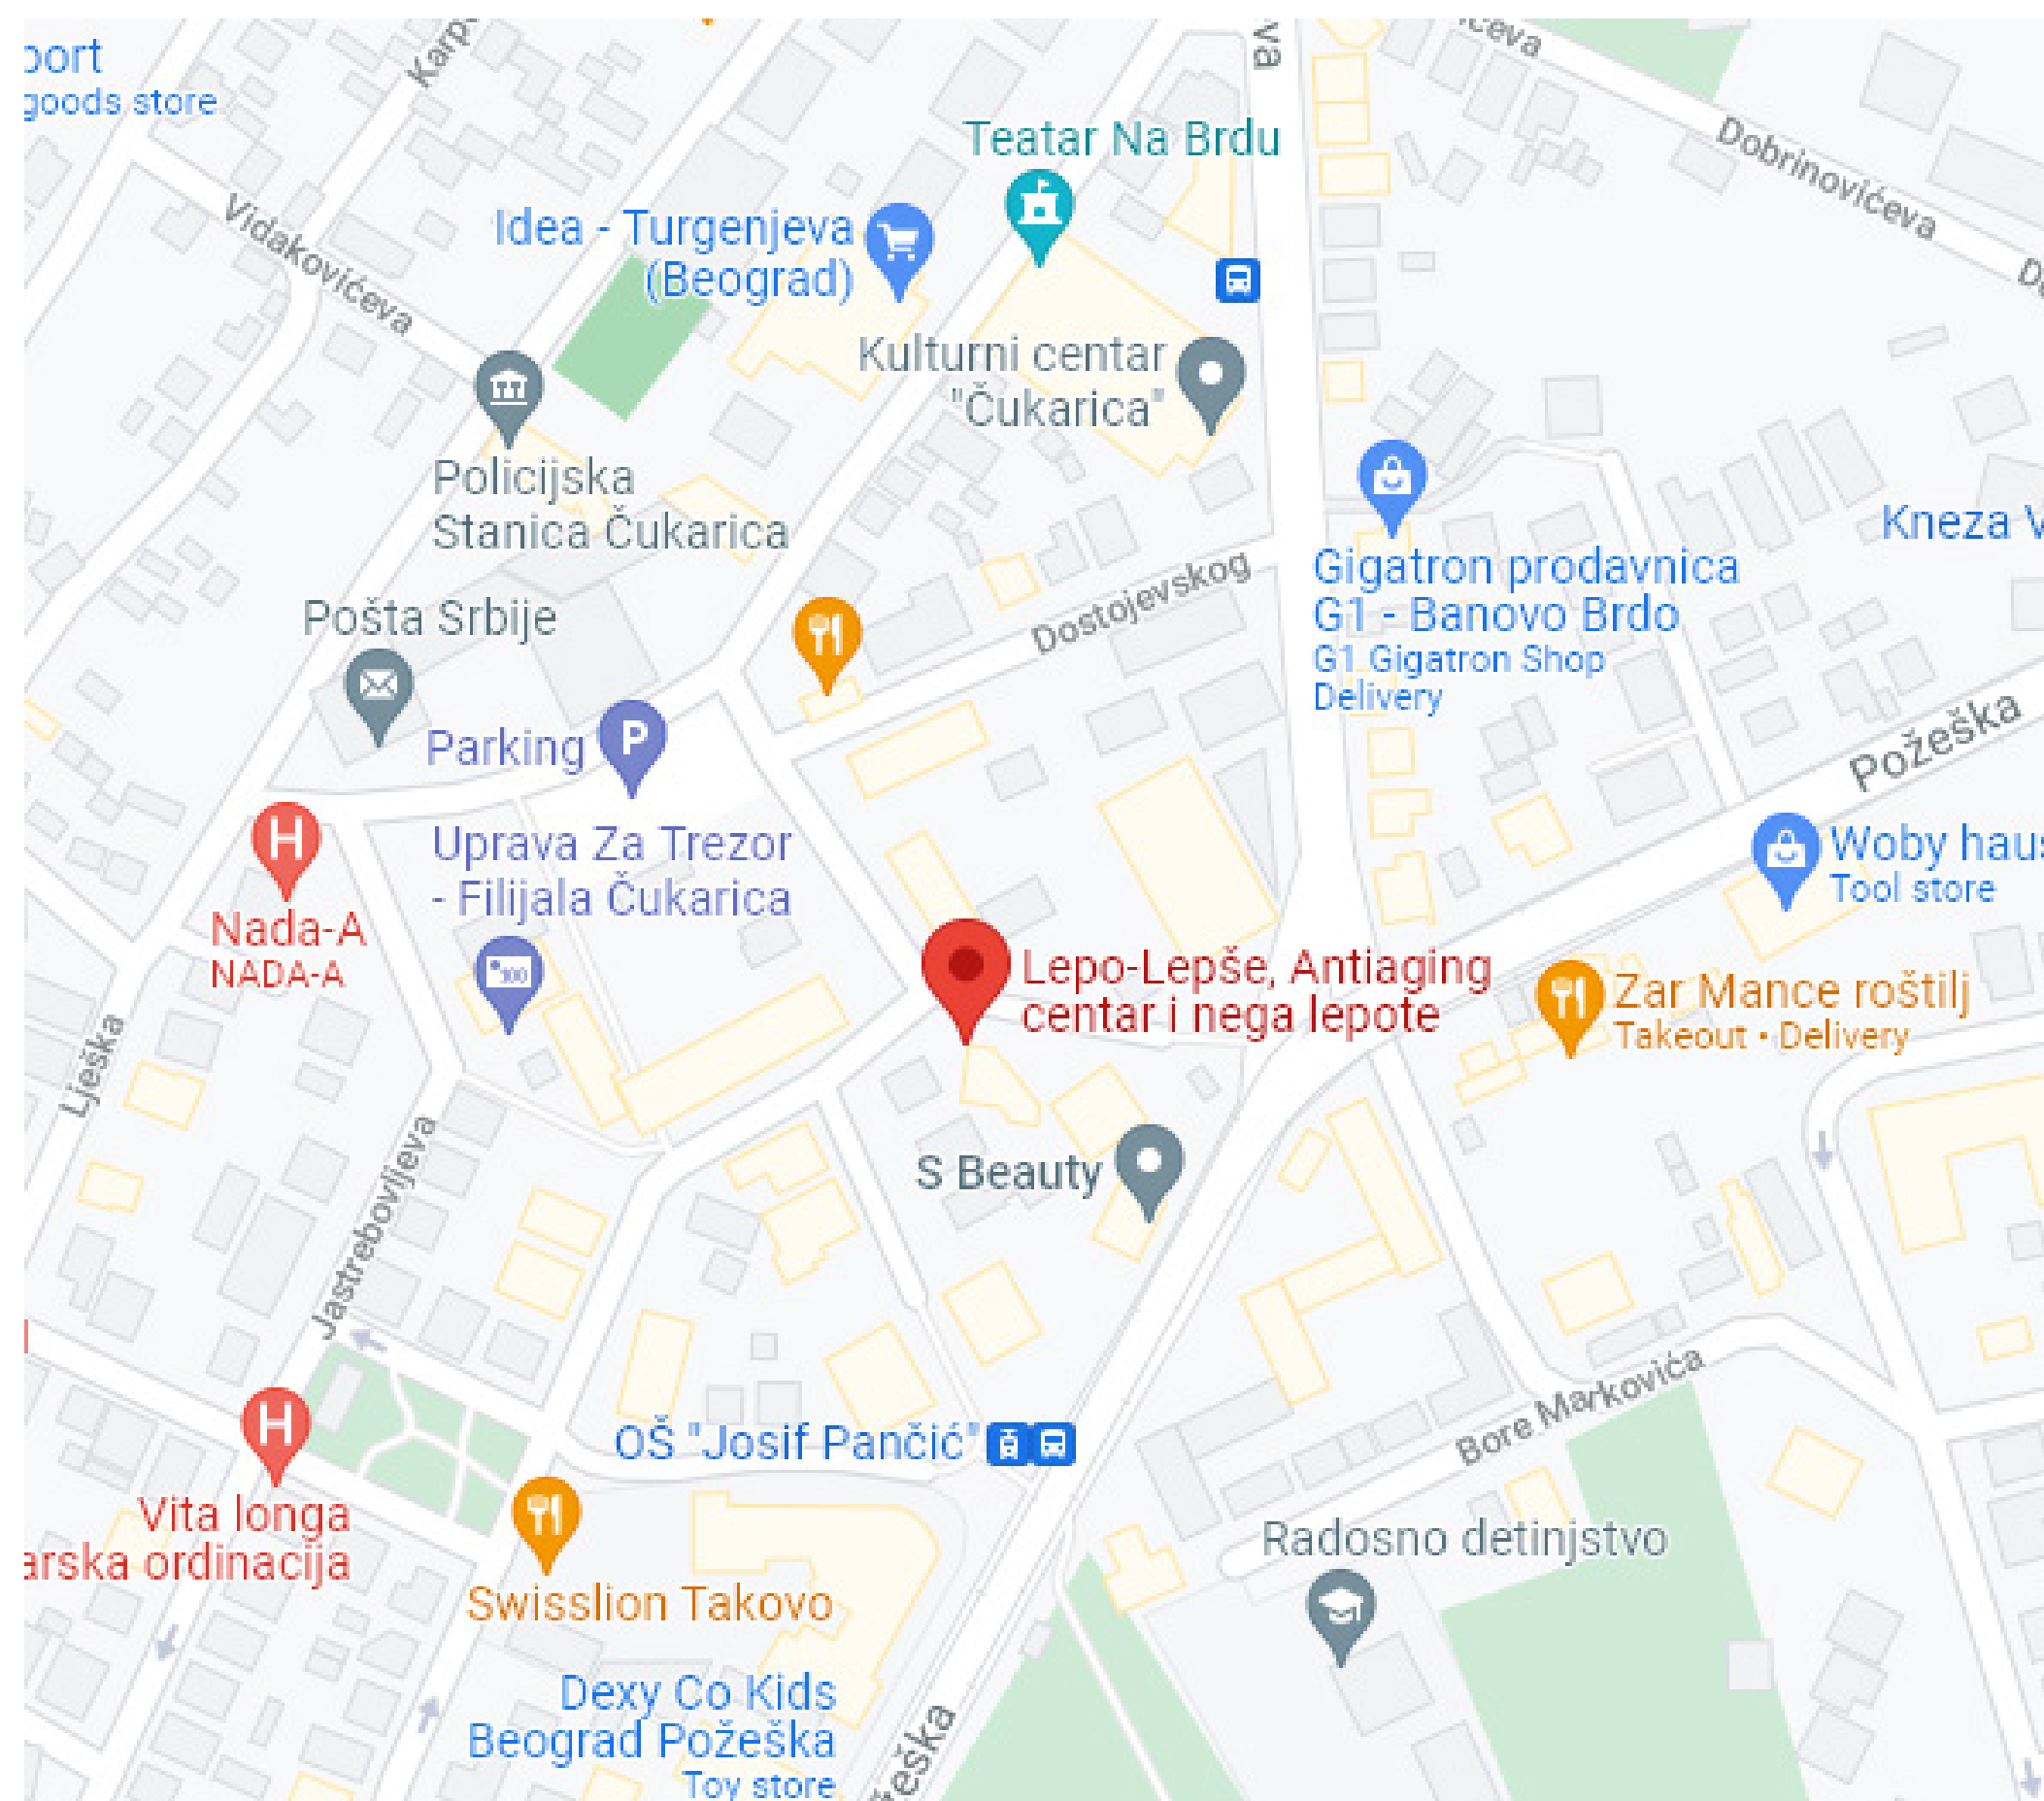 port
goods store
Teatar Na Brdu
Dobrinovićeva
Vidakovićeva
Idea - Turgenjeva
(Beograd)
Kulturni centar
"Čukarica"
Policijska
Stanica Čukarica
Kneza
Gigatron prodavnica
G1 - Banovo Brdo
G1 Gigatron Shop
Delivery
Dostojevskog
Pošta Srbije
Parking
P
Požeška
Uprava Za Trezor
- Filijala Čukarica
H
Nada-A
NADA-A
Woby haus
Tool store
Lepo-Lepše, Antiaging
centar i nega lepote
Zar Mance roštilj
Takeout • Delivery
Lješka
S Beauty
Jastrebovljeva
Bore Markovića
OŠ "Josif Pančić"
H
Vita longa
arska ordinacija
Radosno detinjstvo
Swisslion Takovo
Dexy Co Kids
Beograd Požeška
Toy store
eška